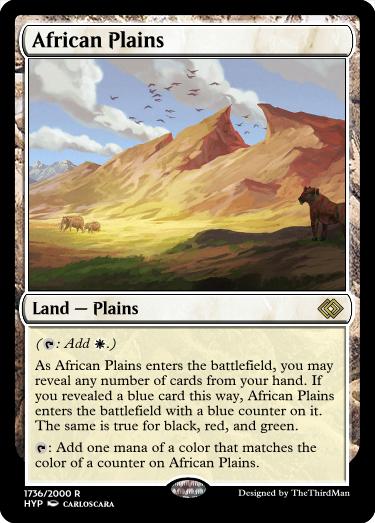 African Plains
Land — Plains
(: Add .)
As African Plains enters the battlefield, you may
reveal any number of cards from your hand. If
you revealed a blue card this way, African Plains
enters the battlefield with a blue counter on it.
The same is true for black, red, and green.
: Add one mana of a color that matches the
color of a counter on African Plains.
1736/2000 R
HYP CARLOSCARA
Designed by TheThirdMan